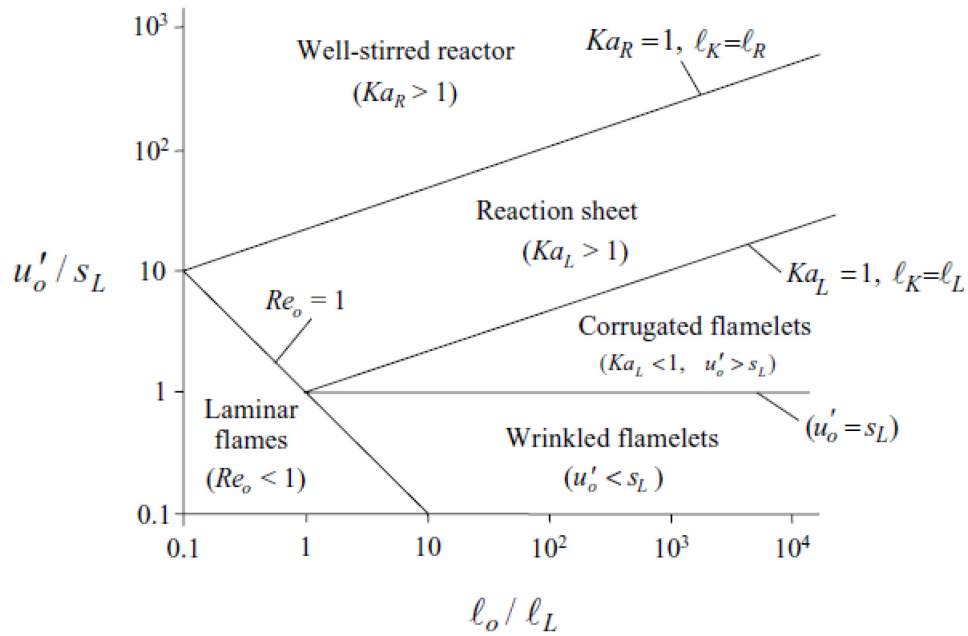 10³
Well-stirred reactor
(Ka_R > 1)
Ka_R = 1, ℓ_K=ℓ_R
10²
Reaction sheet
(Ka_L > 1)
u′_o / s_L
10
Re_o = 1
Ka_L = 1, ℓ_K=ℓ_L
Corrugated flamelets
(Ka_L <1, u′_o > s_L)
1
Laminar
flames
(Re_o < 1)
Wrinkled flamelets
(u′_o < s_L )
(u′_o = s_L)
0.1
0.1 1 10 10² 10³ 10⁴
ℓ_o / ℓ_L